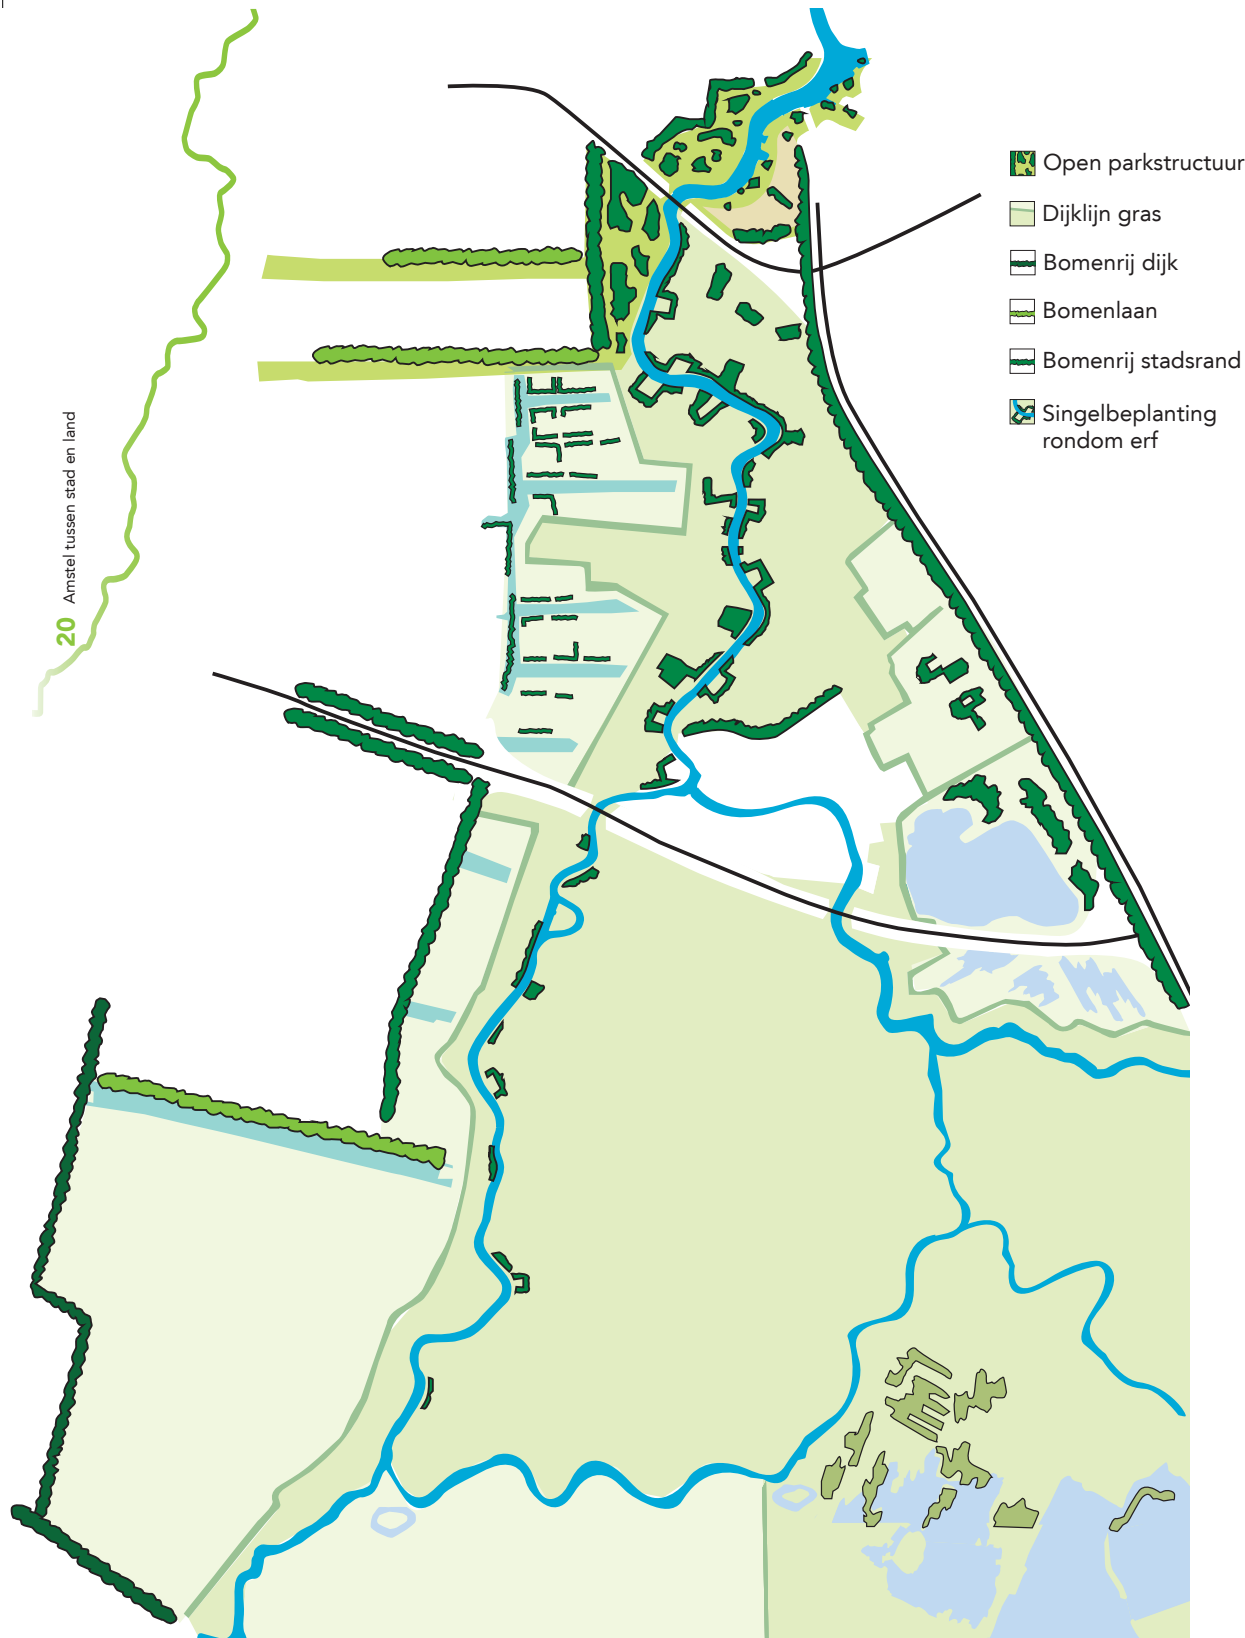 Open parkstructuur
Dijklijn gras
Bomenrij dijk
Bomenlaan
Bomenrij stadsrand
Singelbeplanting
rondom erf
20 Amstel tussen stad en land